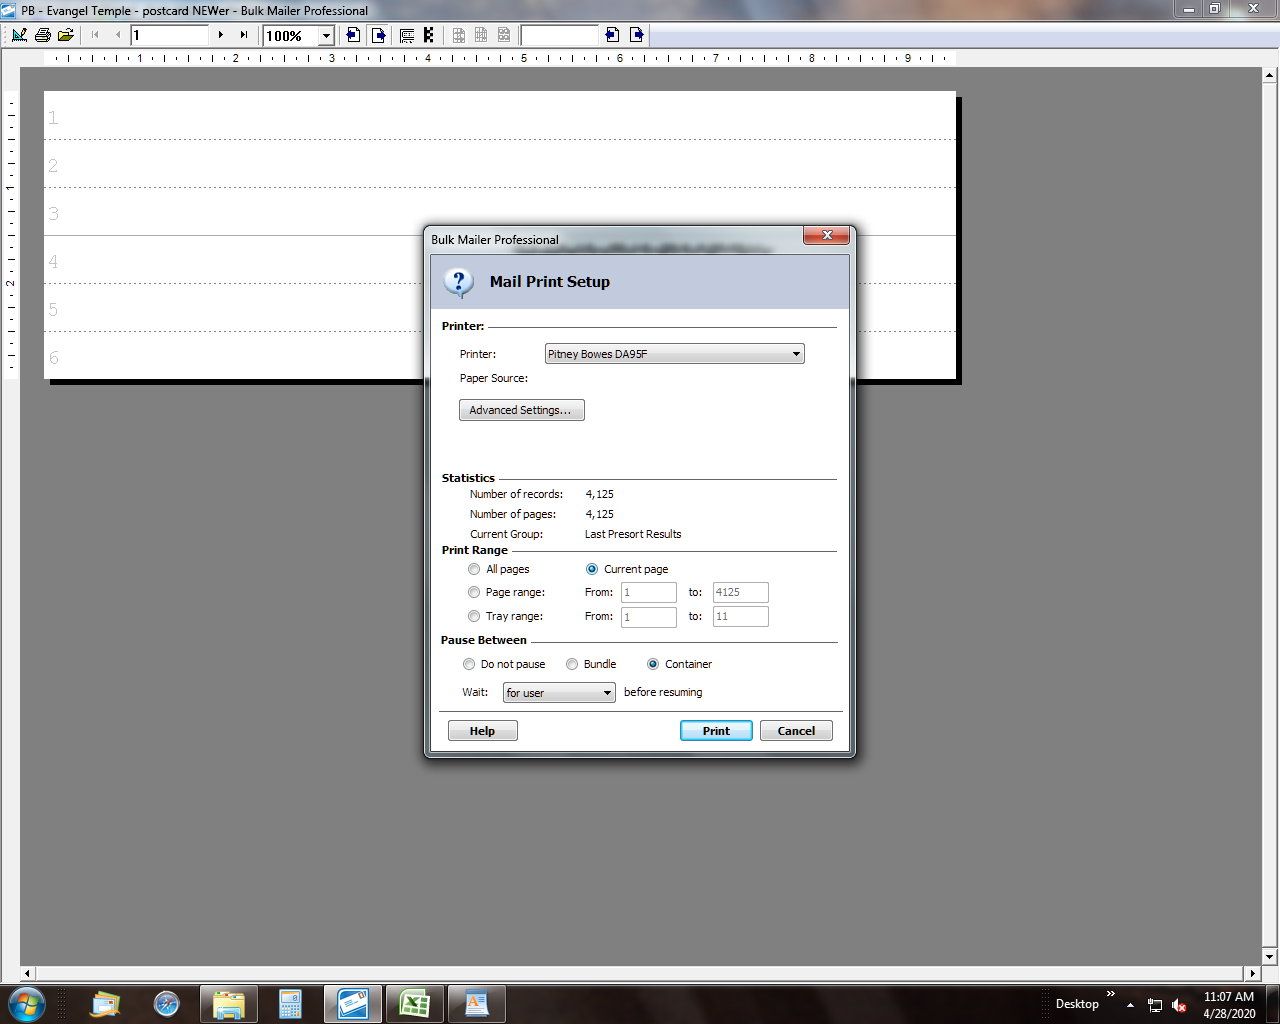 PB - Evangel Temple - postcard NEWer - Bulk Mailer Professional
1 100%
1 2 3 4 5 6 7 8 9
1
2
1
2
3
4
5
6
Bulk Mailer Professional
Mail Print Setup
Printer:
Printer: Pitney Bowes DA95F
Paper Source:
Advanced Settings...
Statistics
Number of records: 4,125
Number of pages: 4,125
Current Group: Last Presort Results
Print Range
All pages Current page
Page range: From: 1 to: 4125
Tray range: From: 1 to: 11
Pause Between
Do not pause Bundle Container
Wait: for user before resuming
Help Print Cancel
Desktop » 11:07 AM
4/28/2020